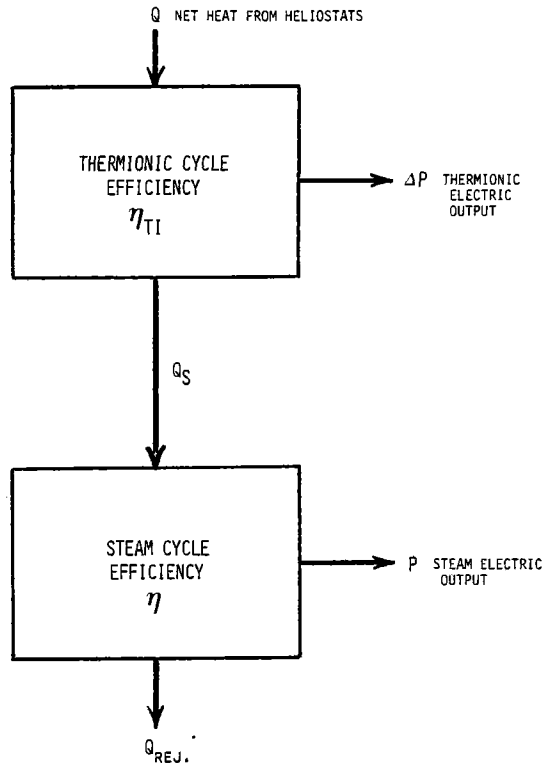 Q NET HEAT FROM HELIOSTATS
THERMIONIC CYCLE
EFFICIENCY
η_TI
ΔP THERMIONIC
ELECTRIC
OUTPUT
Q_S
STEAM CYCLE
EFFICIENCY
η
P STEAM ELECTRIC
OUTPUT
Q_REJ.